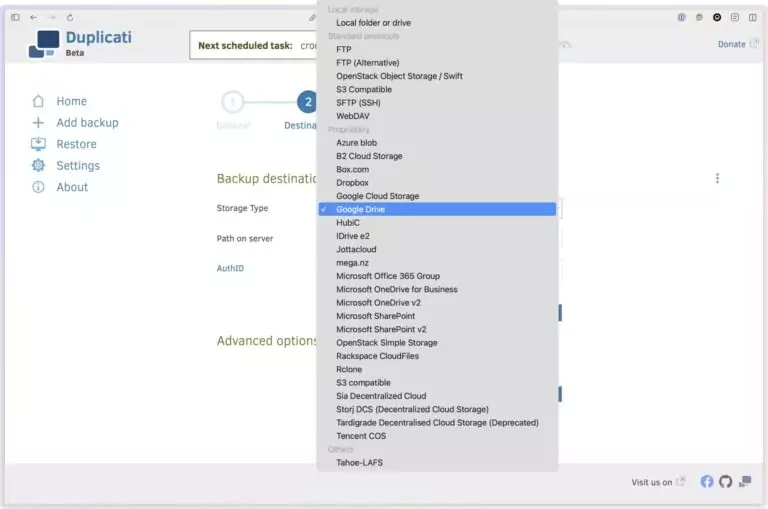 Duplicati
Beta
Next scheduled task: croc
Donate
Home
Add backup
Restore
Settings
About
1
2
General
Destina
Backup destinatio
Storage Type
Path on server
AuthID
Advanced options
Local storage
Local folder or drive
Standard protocols
FTP
FTP (Alternative)
OpenStack Object Storage / Swift
S3 Compatible
SFTP (SSH)
WebDAV
Proprietary
Azure blob
B2 Cloud Storage
Box.com
Dropbox
Google Cloud Storage
Google Drive
HubiC
IDrive e2
Jottacloud
mega.nz
Microsoft Office 365 Group
Microsoft OneDrive for Business
Microsoft OneDrive v2
Microsoft SharePoint
Microsoft SharePoint v2
OpenStack Simple Storage
Rackspace CloudFiles
Rclone
S3 compatible
Sia Decentralized Cloud
Storj DCS (Decentralized Cloud Storage)
Tardigrade Decentralised Cloud Storage (Deprecated)
Tencent COS
Others
Tahoe-LAFS
Visit us on